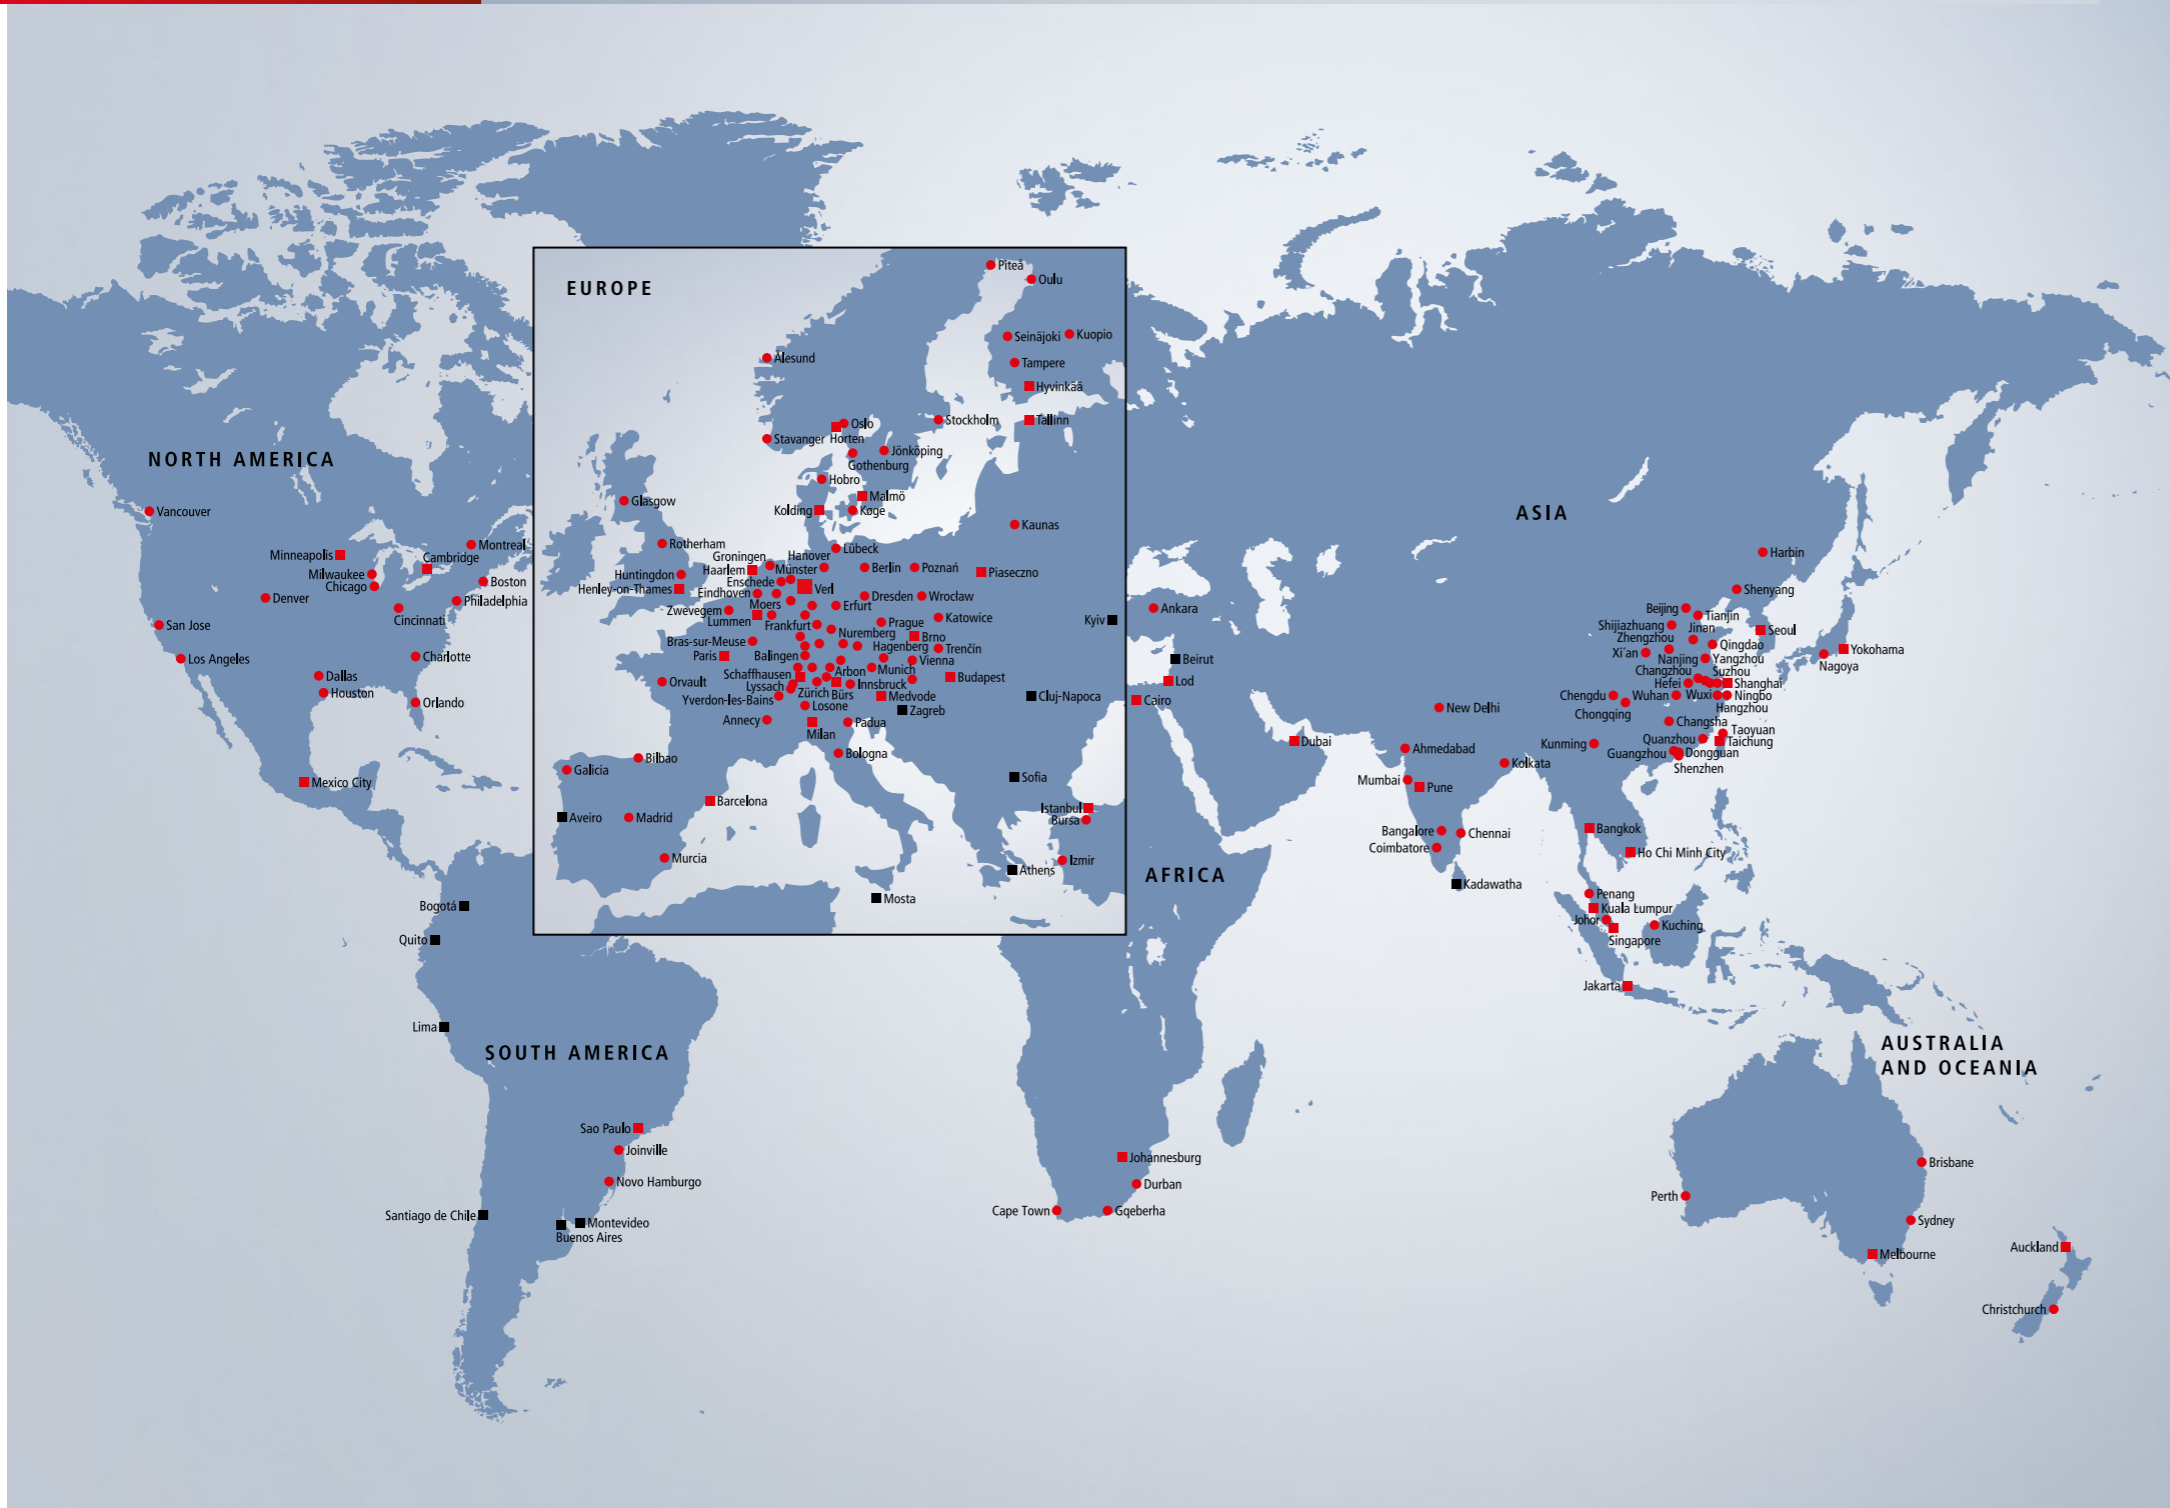 EUROPE
Piteå
Oulu
Seinäjoki
Kuopio
Ålesund
Tampere
Hyvinkää
Oslo
Stockholm
Tallinn
Stavanger
Horten
Jönköping
Gothenburg
Hobro
Malmö
Glasgow
Kolding
Køge
Kaunas
Rotherham
Groningen
Hanover
Lübeck
Haarlem
Münster
Berlin
Poznań
Piaseczno
Huntingdon
Enschede
Henley-on-Thames
Eindhoven
Verl
Dresden
Wrocław
Zwevegem
Moers
Erfurt
Lummen
Frankfurt
Prague
Katowice
Kyiv
Nuremberg
Brno
Bras-sur-Meuse
Hagenberg
Trenčín
Paris
Balingen
Vienna
Schaffhausen
Arbon
Munich
Budapest
Orvault
Lyssach
Zürich
Bürs
Innsbruck
Yverdon-les-Bains
Medvode
Cluj-Napoca
Losone
Zagreb
Annecy
Milan
Padua
Bilbao
Bologna
Galicia
Sofia
Barcelona
Istanbul
Aveiro
Madrid
Bursa
Murcia
Izmir
Athens
Mosta
NORTH AMERICA
Vancouver
Montreal
Minneapolis
Cambridge
Milwaukee
Chicago
Boston
Denver
Philadelphia
Cincinnati
San Jose
Los Angeles
Charlotte
Dallas
Houston
Orlando
Mexico City
Bogotá
Quito
Lima
SOUTH AMERICA
Sao Paulo
Joinville
Novo Hamburgo
Santiago de Chile
Montevideo
Buenos Aires
AFRICA
Cairo
Johannesburg
Durban
Cape Town
Gqeberha
ASIA
Ankara
Beirut
Lod
Dubai
Harbin
Shenyang
Beijing
Tianjin
Shijiazhuang
Jinan
Seoul
Zhengzhou
Qingdao
Yokohama
Xi´an
Nanjing
Yangzhou
Nagoya
Changzhou
Suzhou
Hefei
Shanghai
Chengdu
Wuhan
Wuxi
Ningbo
Chongqing
Hangzhou
New Delhi
Changsha
Taoyuan
Kunming
Quanzhou
Taichung
Ahmedabad
Guangzhou
Dongguan
Kolkata
Shenzhen
Mumbai
Pune
Bangalore
Chennai
Bangkok
Coimbatore
Ho Chi Minh City
Kadawatha
Penang
Kuala Lumpur
Johor
Kuching
Singapore
Jakarta
AUSTRALIA
AND OCEANIA
Brisbane
Perth
Sydney
Auckland
Melbourne
Christchurch